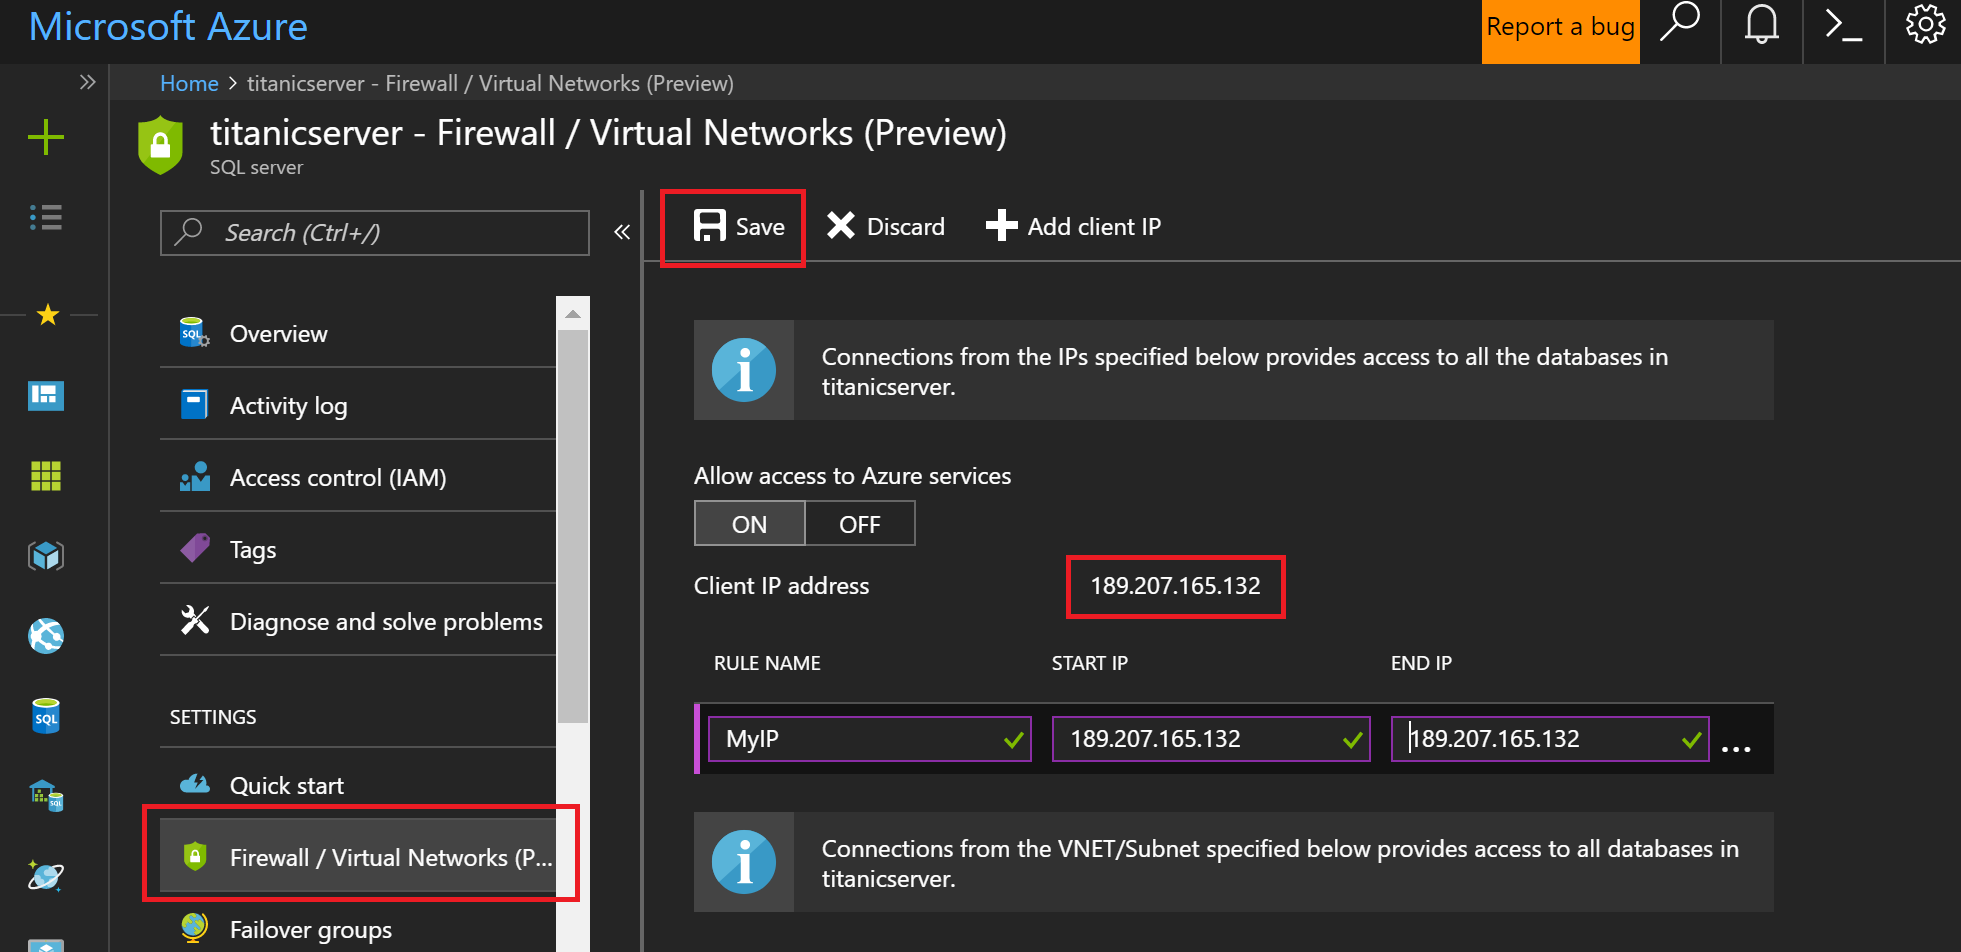 Microsoft Azure
Report a bug
Home > titanicserver - Firewall / Virtual Networks (Preview)
titanicserver - Firewall / Virtual Networks (Preview)
SQL server
Search (Ctrl+/)
Save
Discard
Add client IP
Overview
Activity log
Access control (IAM)
Tags
Diagnose and solve problems
SETTINGS
Quick start
Firewall / Virtual Networks (P...
Failover groups
Connections from the IPs specified below provides access to all the databases in
titanicserver.
Allow access to Azure services
ON OFF
Client IP address 189.207.165.132
RULE NAME START IP END IP
MyIP 189.207.165.132 189.207.165.132 ...
Connections from the VNET/Subnet specified below provides access to all databases in
titanicserver.
SQL
SQL
SQL